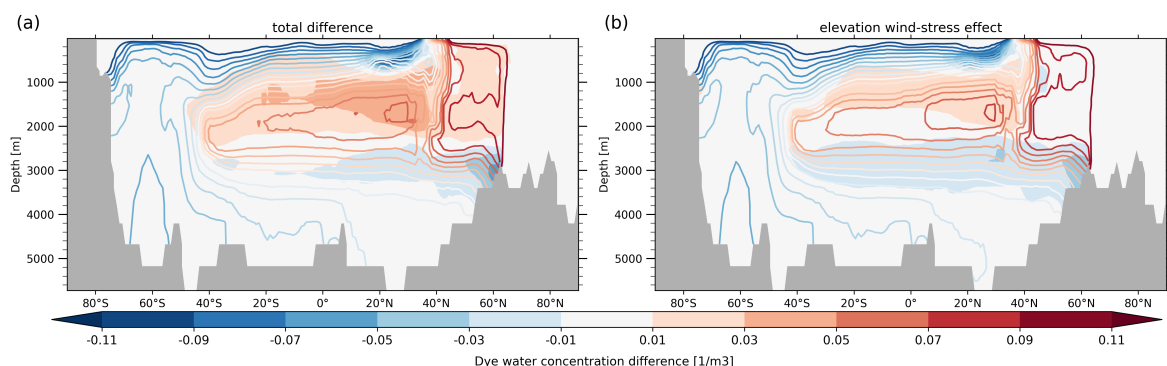 (a)
total difference
(b)
elevation wind-stress effect
Depth [m]
1000
2000
3000
4000
5000
80°S 60°S 40°S 20°S 0° 20°N 40°N 60°N 80°N
Depth [m]
1000
2000
3000
4000
5000
80°S 60°S 40°S 20°S 0° 20°N 40°N 60°N 80°N
-0.11 -0.09 -0.07 -0.05 -0.03 -0.01 0.01 0.03 0.05 0.07 0.09 0.11
Dye water concentration difference [1/m3]